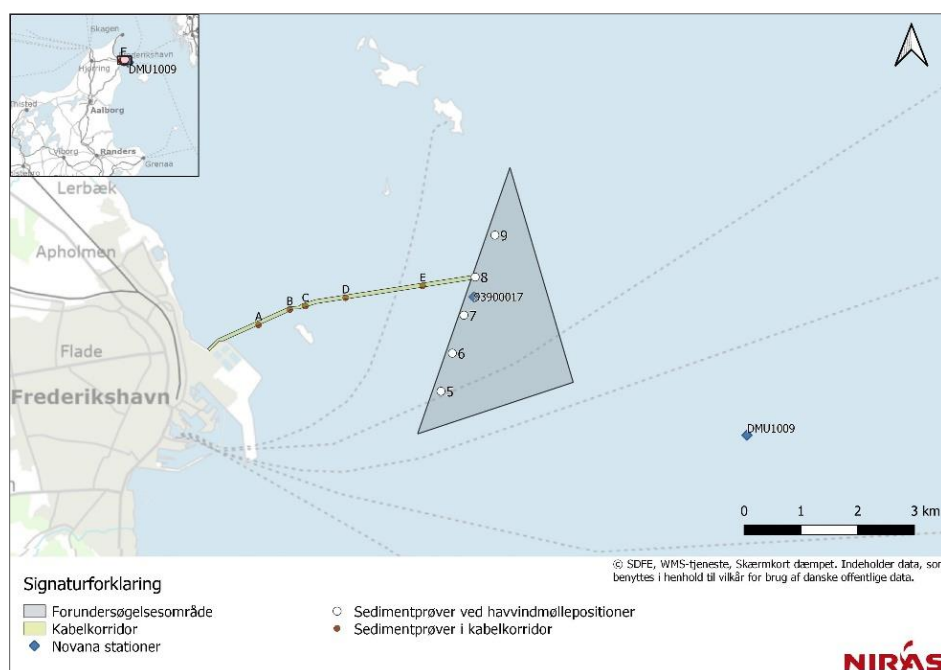 Skagen
F
Frederikshavn
Hjørring
DMU1009
Thisted
Aalborg
Viborg
Randers
Grenaa
Holstebro
Lerbæk
Apholmen
Flade
Frederikshavn
A
B
C
D
E
9
8
93900017
7
6
5
DMU1009
0 1 2 3 km
© SDFE, WMS-tjeneste, Skærmkort dæmpet. Indeholder data, som
benyttes i henhold til vilkår for brug af danske offentlige data.
Signaturforklaring
Forundersøgelsesområde
Kabelkorridor
Novana stationer
Sedimentprøver ved havvindmøllepositioner
Sedimentprøver i kabelkorridor
NIRAS